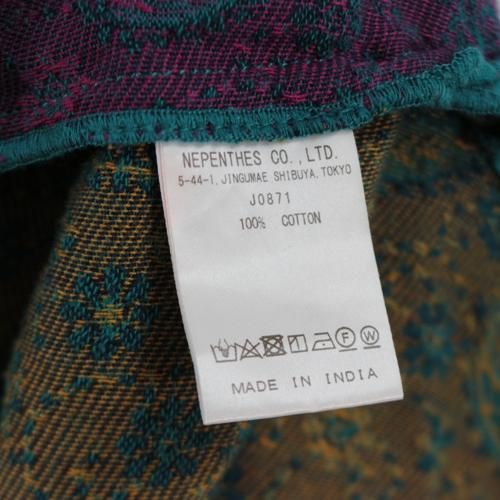 NEPENTHES CO.,LTD.
5-44-1, JINGUMAE SHIBUYA, TOKYO
J0871
100% COTTON
F W
MADE IN INDIA